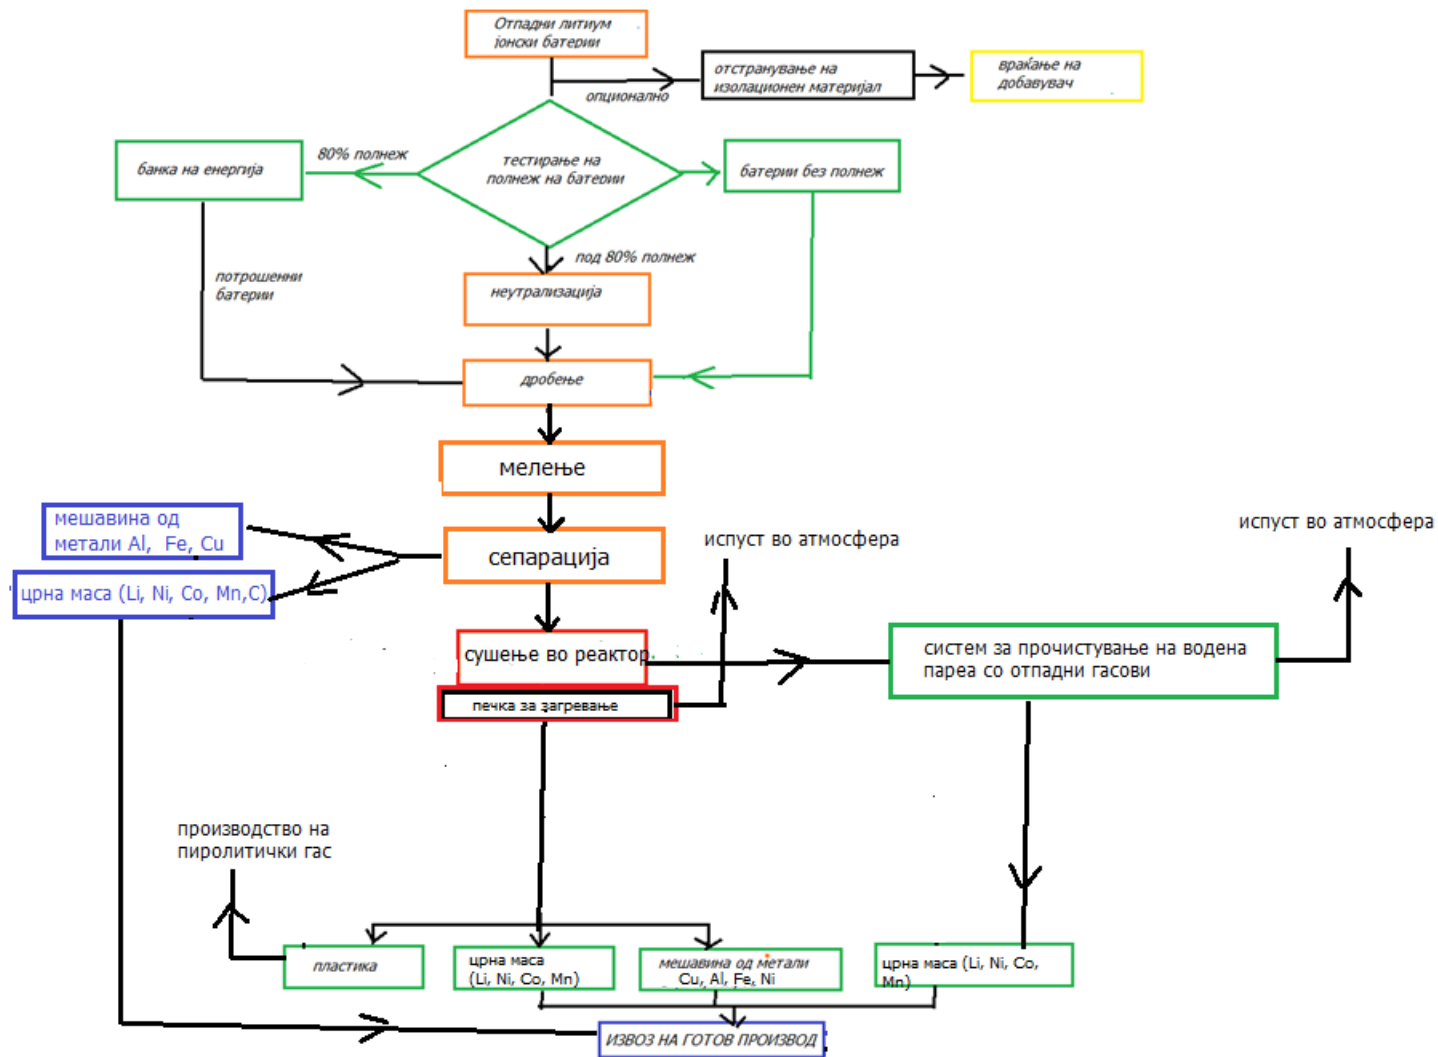 Отпадни литиум
јонски батерии
отстранување на
изолационен материјал
враќање на
добавувач
опционално
80% полнеж
банка на енергија
тестирање на
полнеж на батерии
батерии без полнеж
под 80% полнеж
потрошенни
батерии
неутрализација
дробење
мелење
мешавина од
метали Al, Fe, Cu
црна маса (Li, Ni, Co, Mn,C)
сепарација
испуст во атмосфера
испуст во атмосфера
сушење во реактор
печка за загревање
систем за прочистување на водена
пареа со отпадни гасови
производство на
пиролитички гас
пластика
црна маса
(Li, Ni, Co, Mn)
мешавина од метали
Cu, Al, Fe, Ni
црна маса (Li, Ni, Co,
Mn)
ИЗВОЗ НА ГОТОВ ПРОИЗВОД